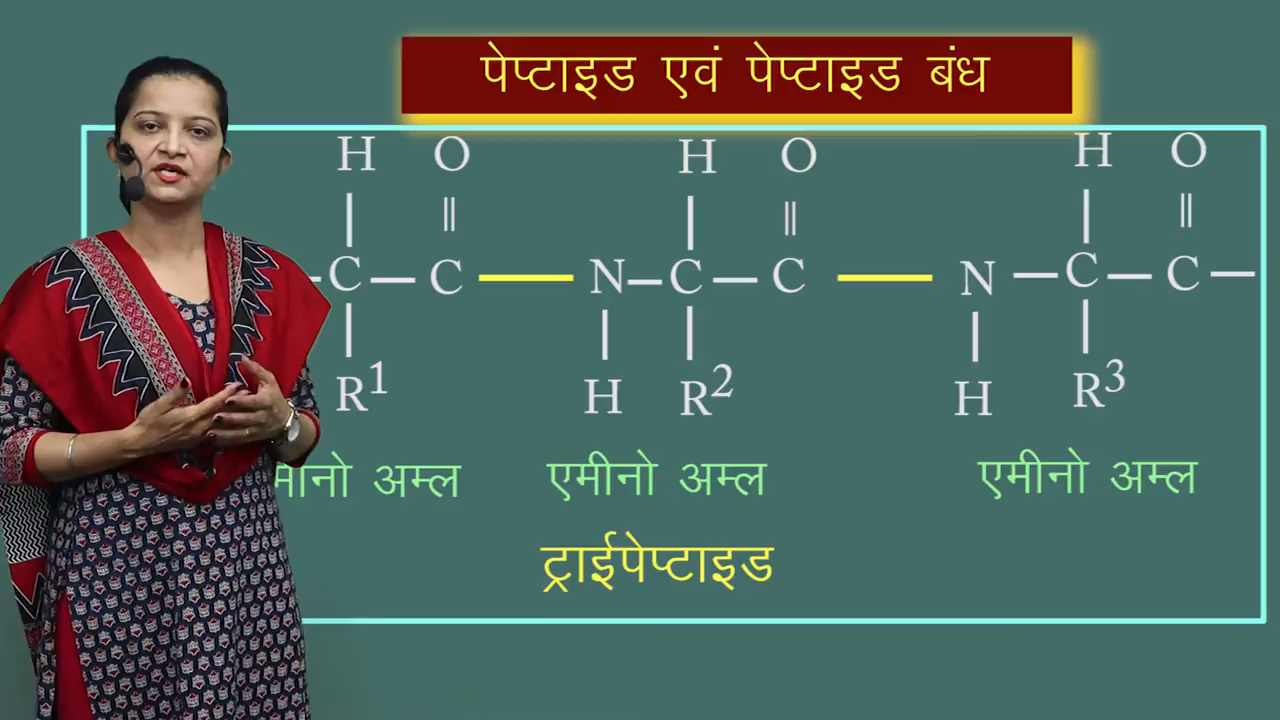 पेप्टाइड एवं पेप्टाइड बंध
H O H O H O
C — C — N — C — C — N — C — C —
R¹ H R² H R³
एमीनो अम्ल एमीनो अम्ल
ट्राईपेप्टाइड